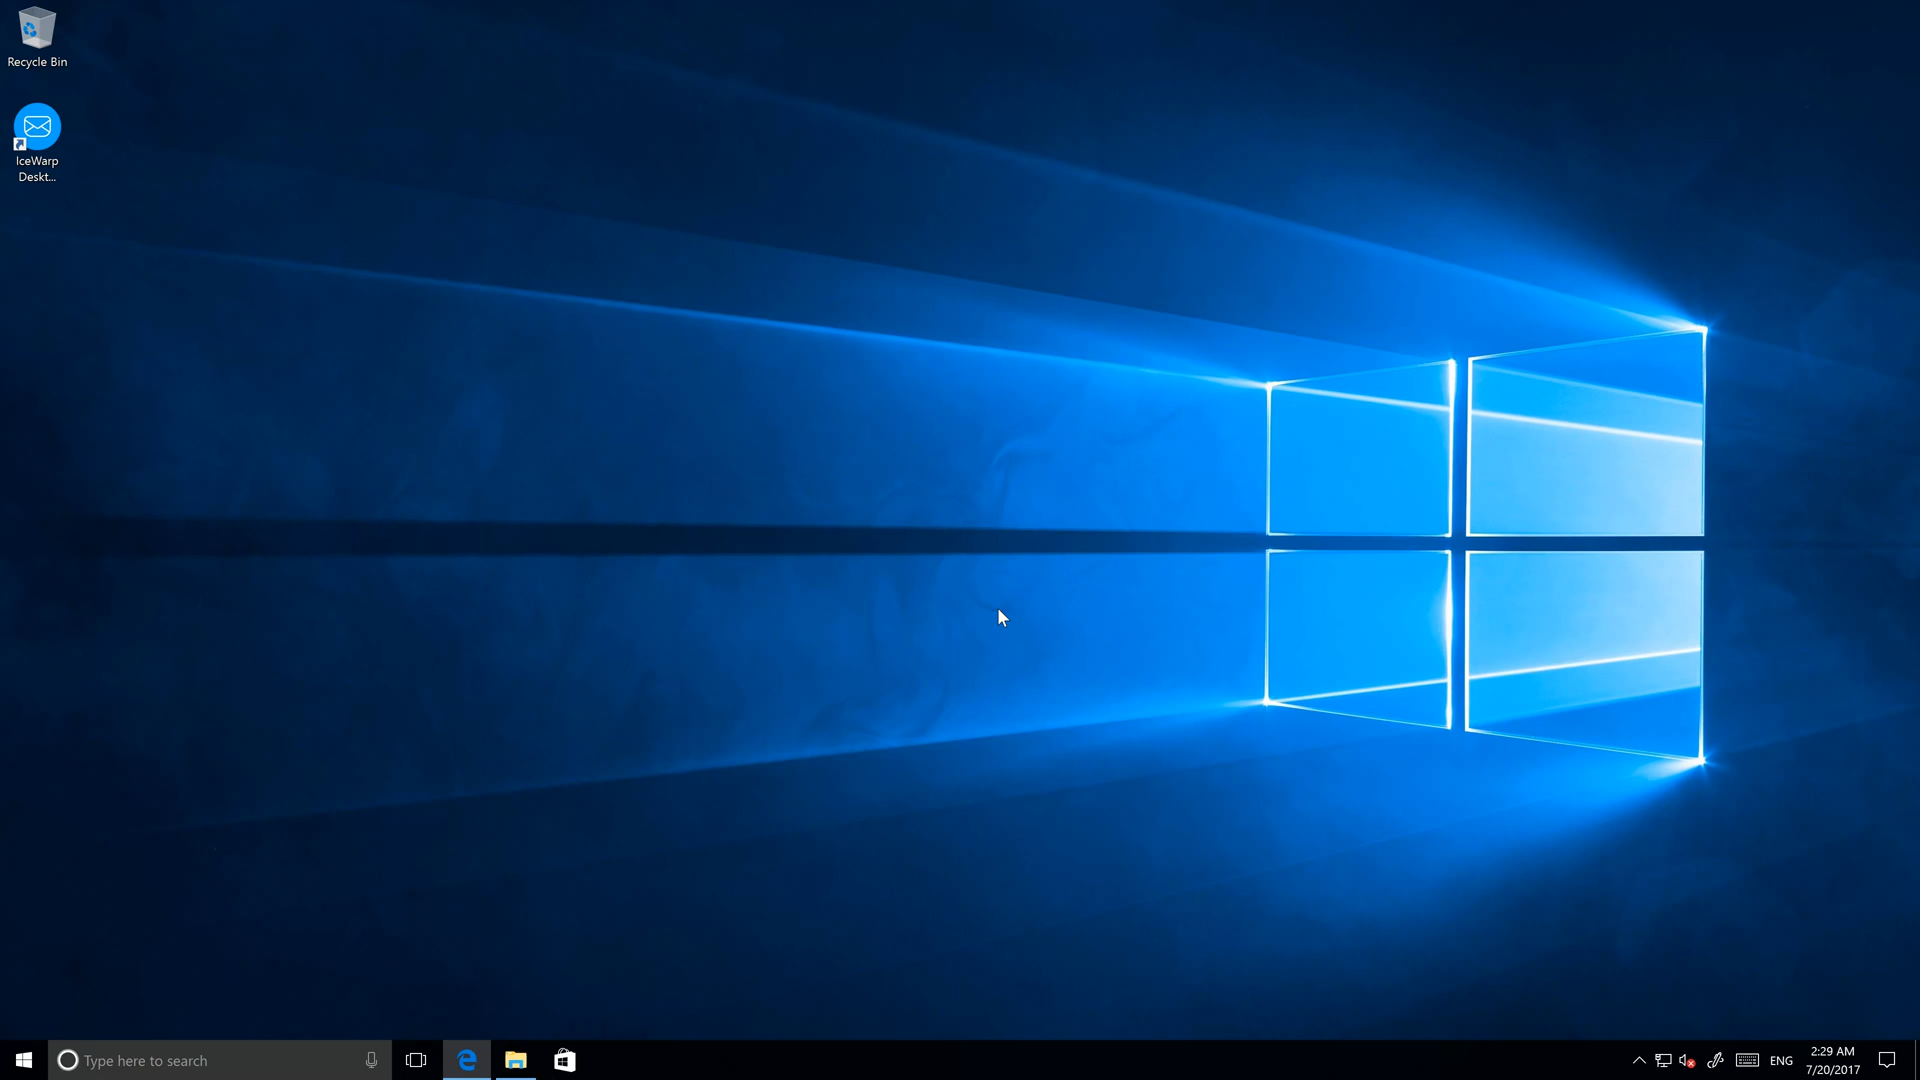 Recycle Bin
IceWarp
Deskt...
Type here to search
ENG
2:29 AM
7/20/2017